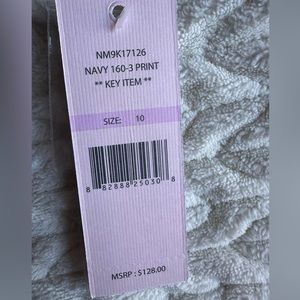 NM9K17126
NAVY 160-3 PRINT
** KEY ITEM **
SIZE: 10
8 82888 25030 8
MSRP : $128.00